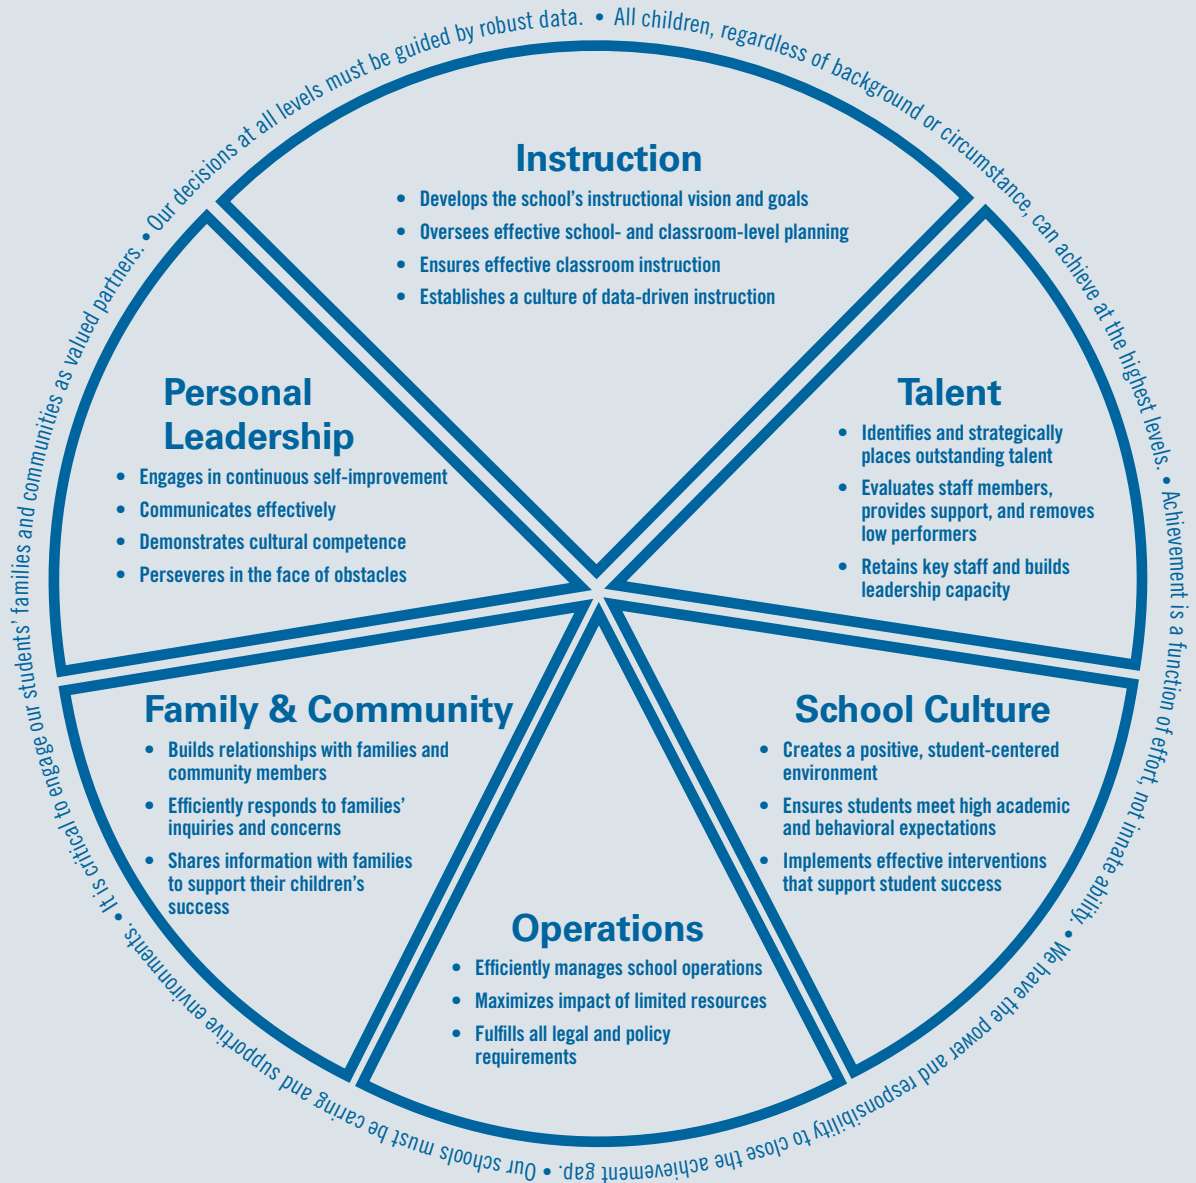 Our decisions at all levels must be guided by robust data. • All children, regardless of background or circumstance, can achieve at the highest levels. • Achievement is a function of effort, not innate ability. • We have the power and responsibility to close the achievement gap. • Our schools must be caring and supportive environments. • It is critical to engage our students’ families and communities as valued partners. •
Instruction
• Develops the school’s instructional vision and goals
• Oversees effective school- and classroom-level planning
• Ensures effective classroom instruction
• Establishes a culture of data-driven instruction
Talent
• Identifies and strategically
places outstanding talent
• Evaluates staff members,
provides support, and removes
low performers
• Retains key staff and builds
leadership capacity
School Culture
• Creates a positive, student-centered
environment
• Ensures students meet high academic
and behavioral expectations
• Implements effective interventions
that support student success
Operations
• Efficiently manages school operations
• Maximizes impact of limited resources
• Fulfills all legal and policy
requirements
Family & Community
• Builds relationships with families and
community members
• Efficiently responds to families’
inquiries and concerns
• Shares information with families
to support their children’s
success
Personal
Leadership
• Engages in continuous self-improvement
• Communicates effectively
• Demonstrates cultural competence
• Perseveres in the face of obstacles